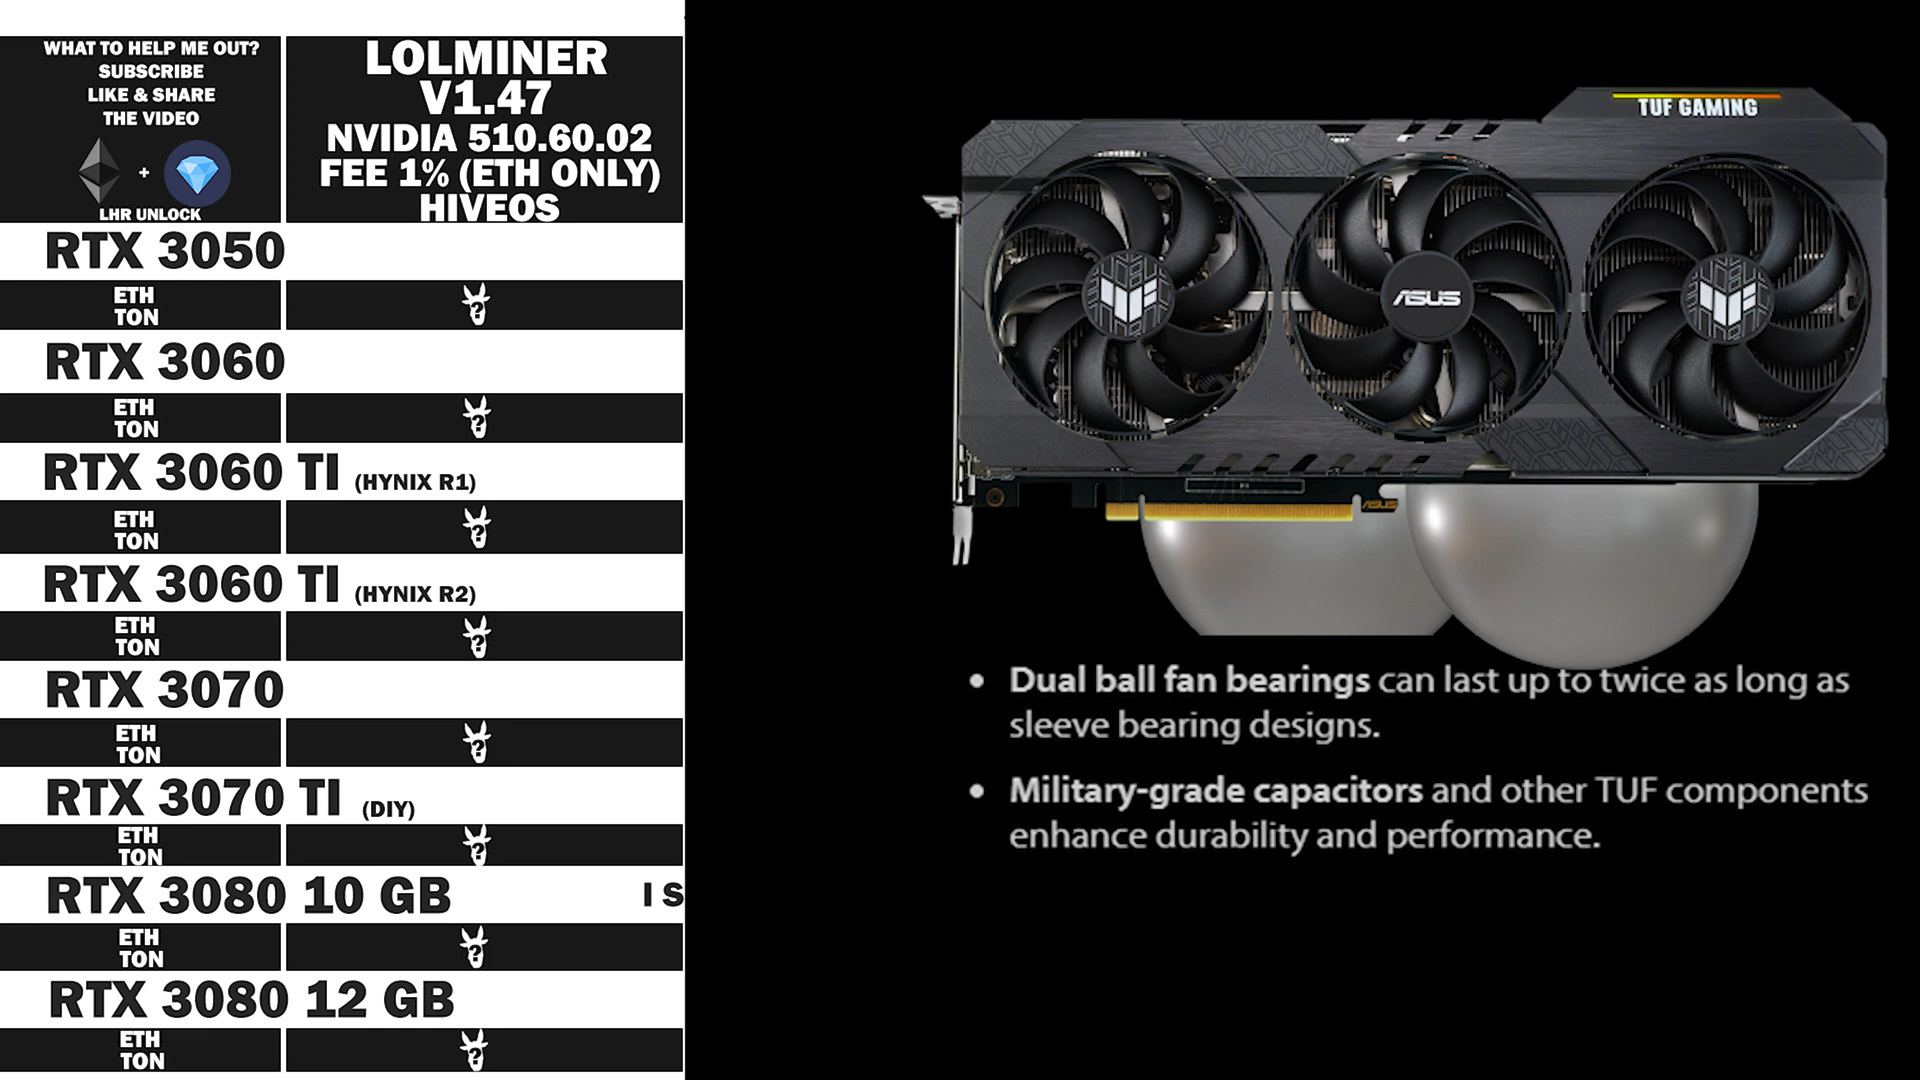 WHAT TO HELP ME OUT?
SUBSCRIBE
LIKE & SHARE
THE VIDEO
+
LHR UNLOCK
LOLMINER
V1.47
NVIDIA 510.60.02
FEE 1% (ETH ONLY)
HIVEOS
RTX 3050
ETH
TON
?
RTX 3060
ETH
TON
?
RTX 3060 TI (HYNIX R1)
ETH
TON
?
RTX 3060 TI (HYNIX R2)
ETH
TON
?
RTX 3070
ETH
TON
?
RTX 3070 TI (DIY)
ETH
TON
?
RTX 3080 10 GB I S
ETH
TON
?
RTX 3080 12 GB
ETH
TON
?
TUF GAMING
ASUS
ASUS
• Dual ball fan bearings can last up to twice as long as
sleeve bearing designs.
• Military-grade capacitors and other TUF components
enhance durability and performance.